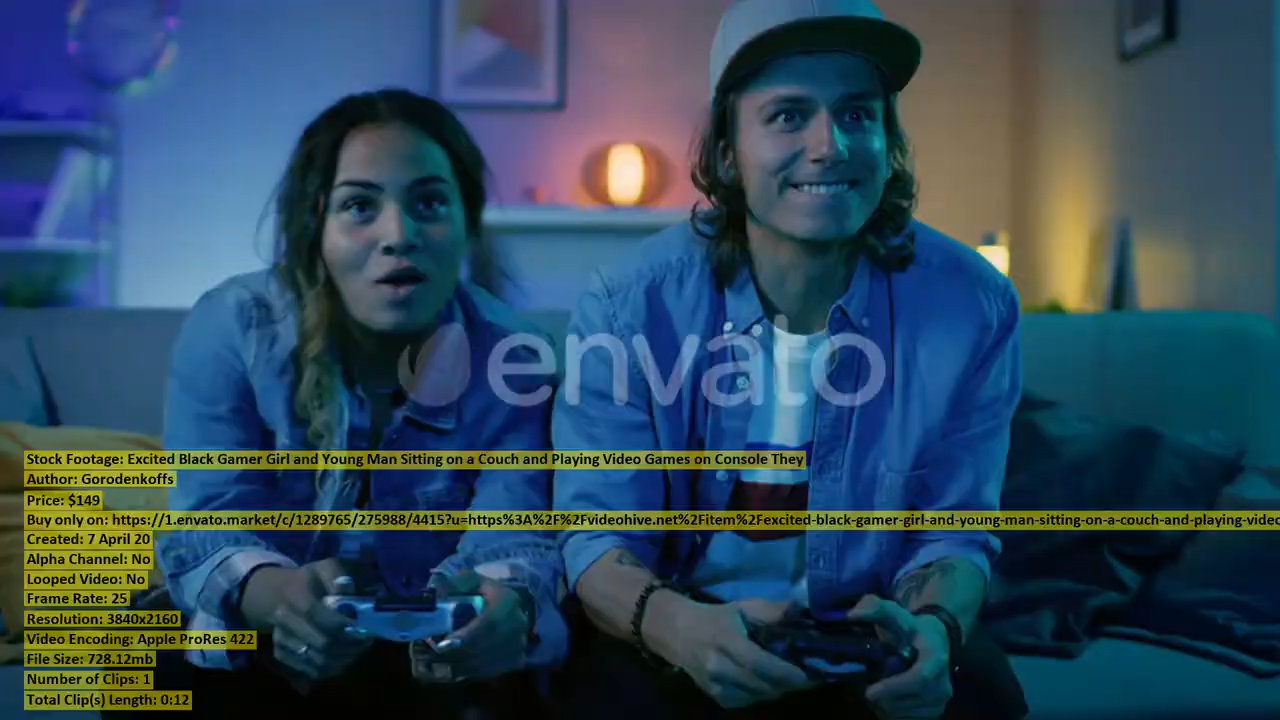 envato
Stock Footage: Excited Black Gamer Girl and Young Man Sitting on a Couch and Playing Video Games on Console They
Author: Gorodenkoffs
Price: $149
Buy only on: https://1.envato.market/c/1289765/275988/4415?u=https%3A%2F%2Fvideohive.net%2Fitem%2Fexcited-black-gamer-girl-and-young-man-sitting-on-a-couch-and-playing-video
Created: 7 April 20
Alpha Channel: No
Looped Video: No
Frame Rate: 25
Resolution: 3840x2160
Video Encoding: Apple ProRes 422
File Size: 728.12mb
Number of Clips: 1
Total Clip(s) Length: 0:12